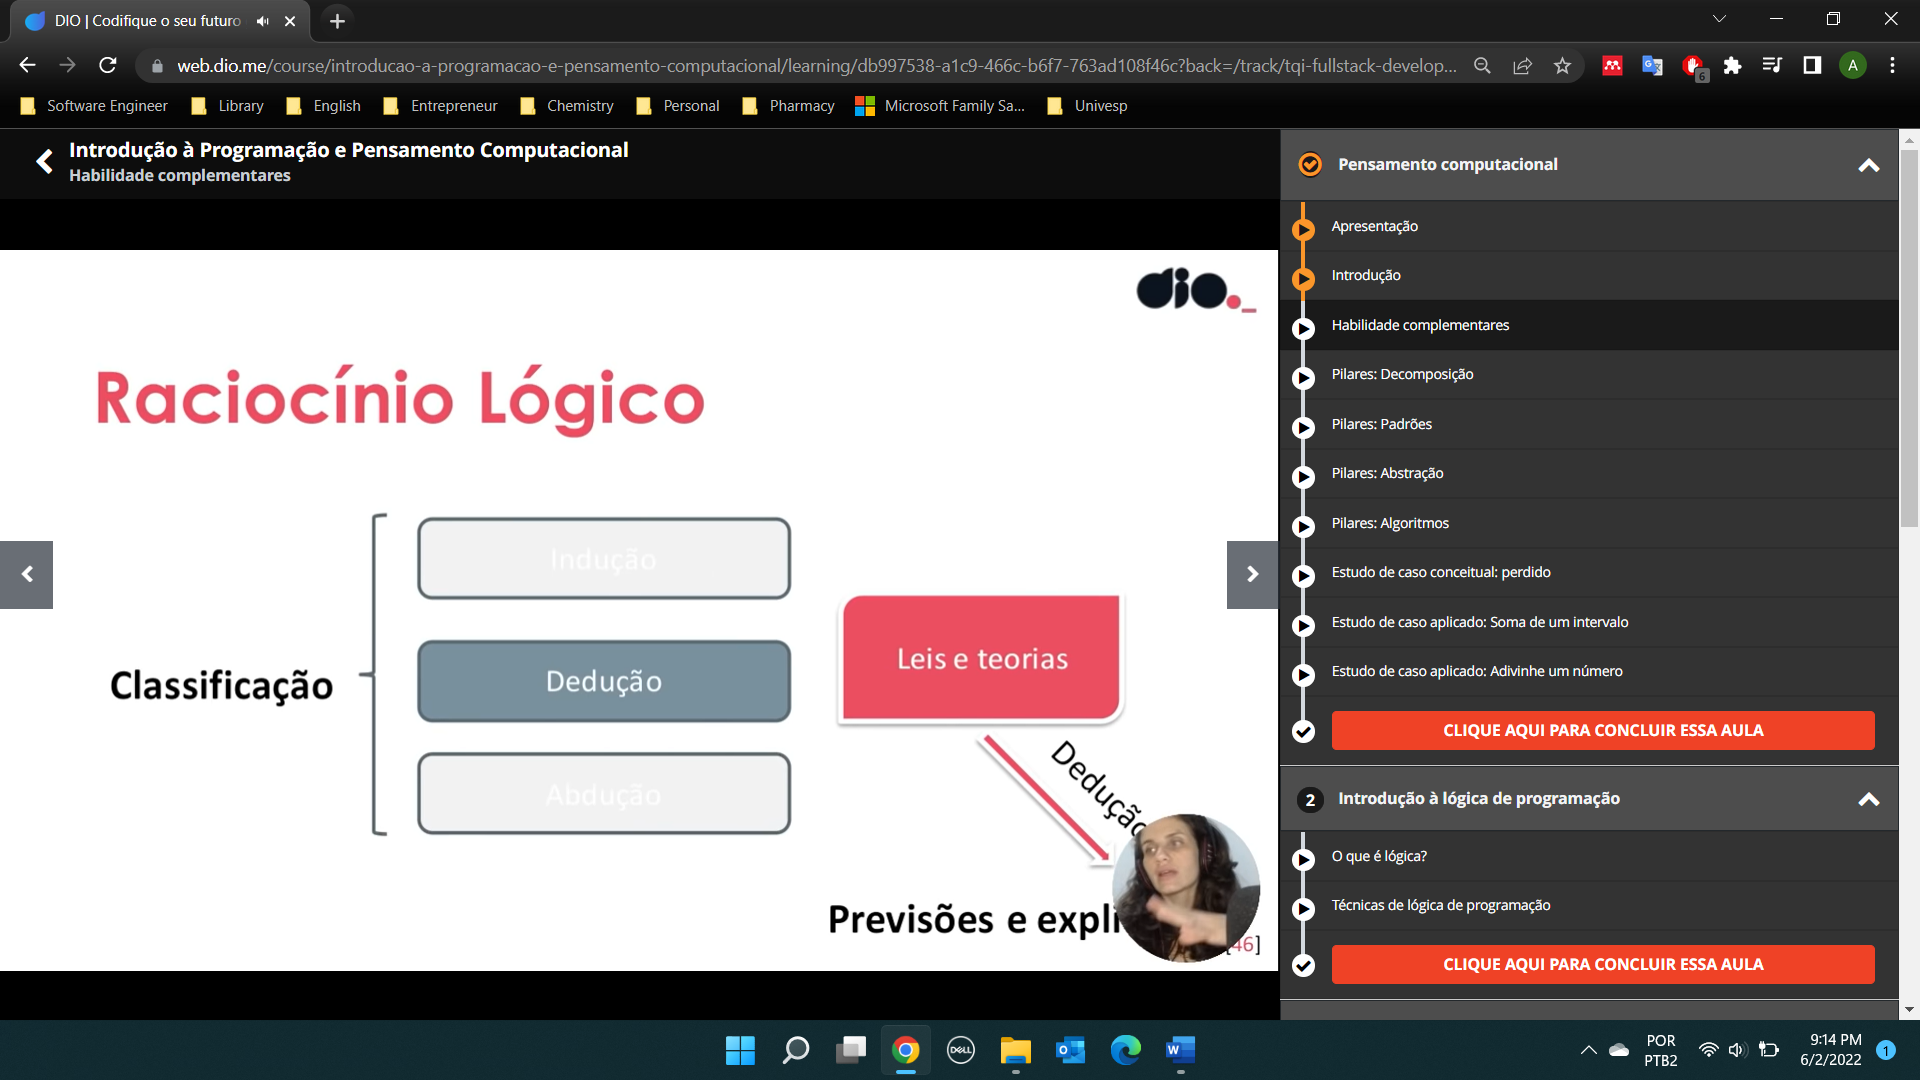 DIO | Codifique o seu futuro
web.dio.me/course/introducao-a-programacao-e-pensamento-computacional/learning/db997538-a1c9-466c-b6f7-763ad108f46c?back=/track/tqi-fullstack-develop...
6
A
Software Engineer
Library
English
Entrepreneur
Chemistry
Personal
Pharmacy
Microsoft Family Sa...
Univesp
Introdução à Programação e Pensamento Computacional
Habilidade complementares
dio._
Raciocínio Lógico
Classificação
Indução
Dedução
Abdução
Leis e teorias
Dedução
Previsões e expli
[46]
Pensamento computacional
Apresentação
Introdução
Habilidade complementares
Pilares: Decomposição
Pilares: Padrões
Pilares: Abstração
Pilares: Algoritmos
Estudo de caso conceitual: perdido
Estudo de caso aplicado: Soma de um intervalo
Estudo de caso aplicado: Adivinhe um número
CLIQUE AQUI PARA CONCLUIR ESSA AULA
2
Introdução à lógica de programação
O que é lógica?
Técnicas de lógica de programação
CLIQUE AQUI PARA CONCLUIR ESSA AULA
DELL
POR
PTB2
9:14 PM
6/2/2022
1